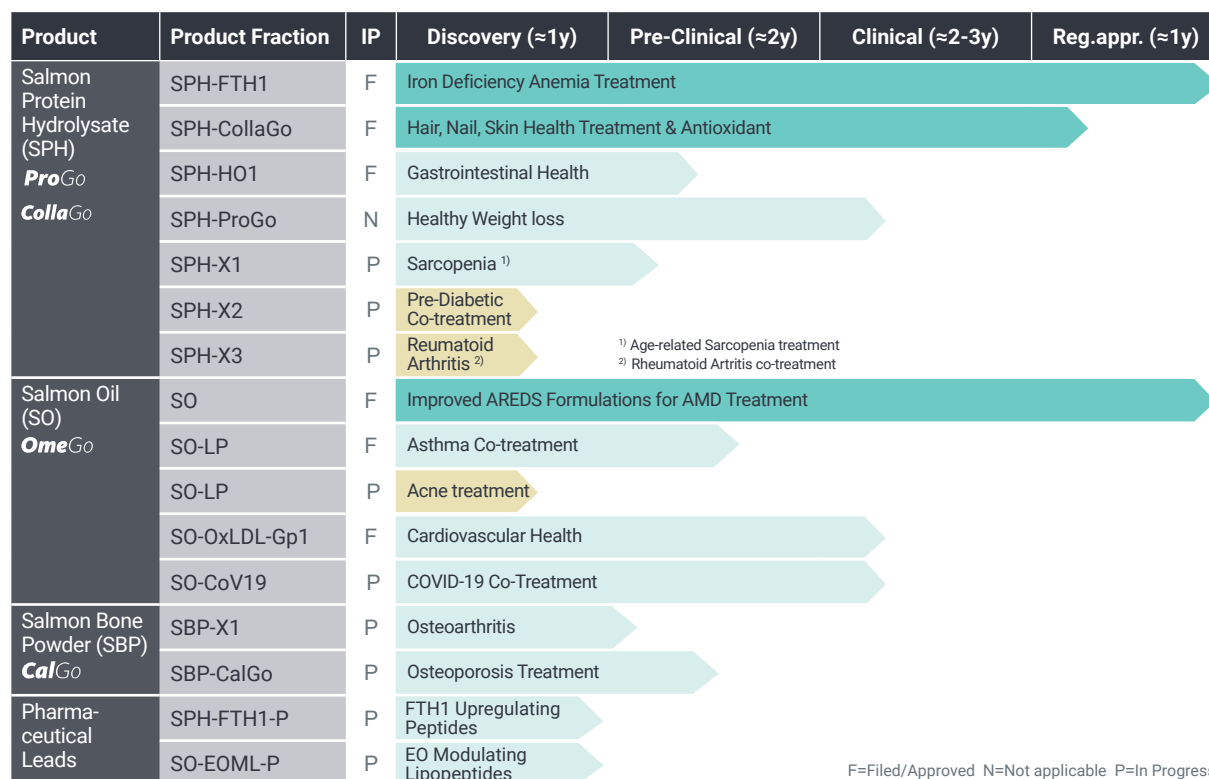 Product Product Fraction IP Discovery (≈1y) Pre-Clinical (≈2y) Clinical (≈2-3y) Reg.appr. (≈1y)
Salmon
Protein
Hydrolysate
(SPH)
ProGo
CollaGo
SPH-FTH1 F Iron Deficiency Anemia Treatment
SPH-CollaGo F Hair, Nail, Skin Health Treatment & Antioxidant
SPH-HO1 F Gastrointestinal Health
SPH-ProGo N Healthy Weight loss
SPH-X1 P Sarcopenia 1)
SPH-X2 P Pre-Diabetic
Co-treatment
SPH-X3 P Reumatoid
Arthritis 2)
1) Age-related Sarcopenia treatment
2) Rheumatoid Artritis co-treatment
Salmon Oil
(SO)
OmeGo
SO F Improved AREDS Formulations for AMD Treatment
SO-LP F Asthma Co-treatment
SO-LP P Acne treatment
SO-OxLDL-Gp1 F Cardiovascular Health
SO-CoV19 P COVID-19 Co-Treatment
Salmon Bone
Powder (SBP)
CalGo
SBP-X1 P Osteoarthritis
SBP-CalGo P Osteoporosis Treatment
Pharma-
ceutical
Leads
SPH-FTH1-P P FTH1 Upregulating
Peptides
SO-EOML-P P EO Modulating
Lipopeptides
F=Filed/Approved N=Not applicable P=In Progress